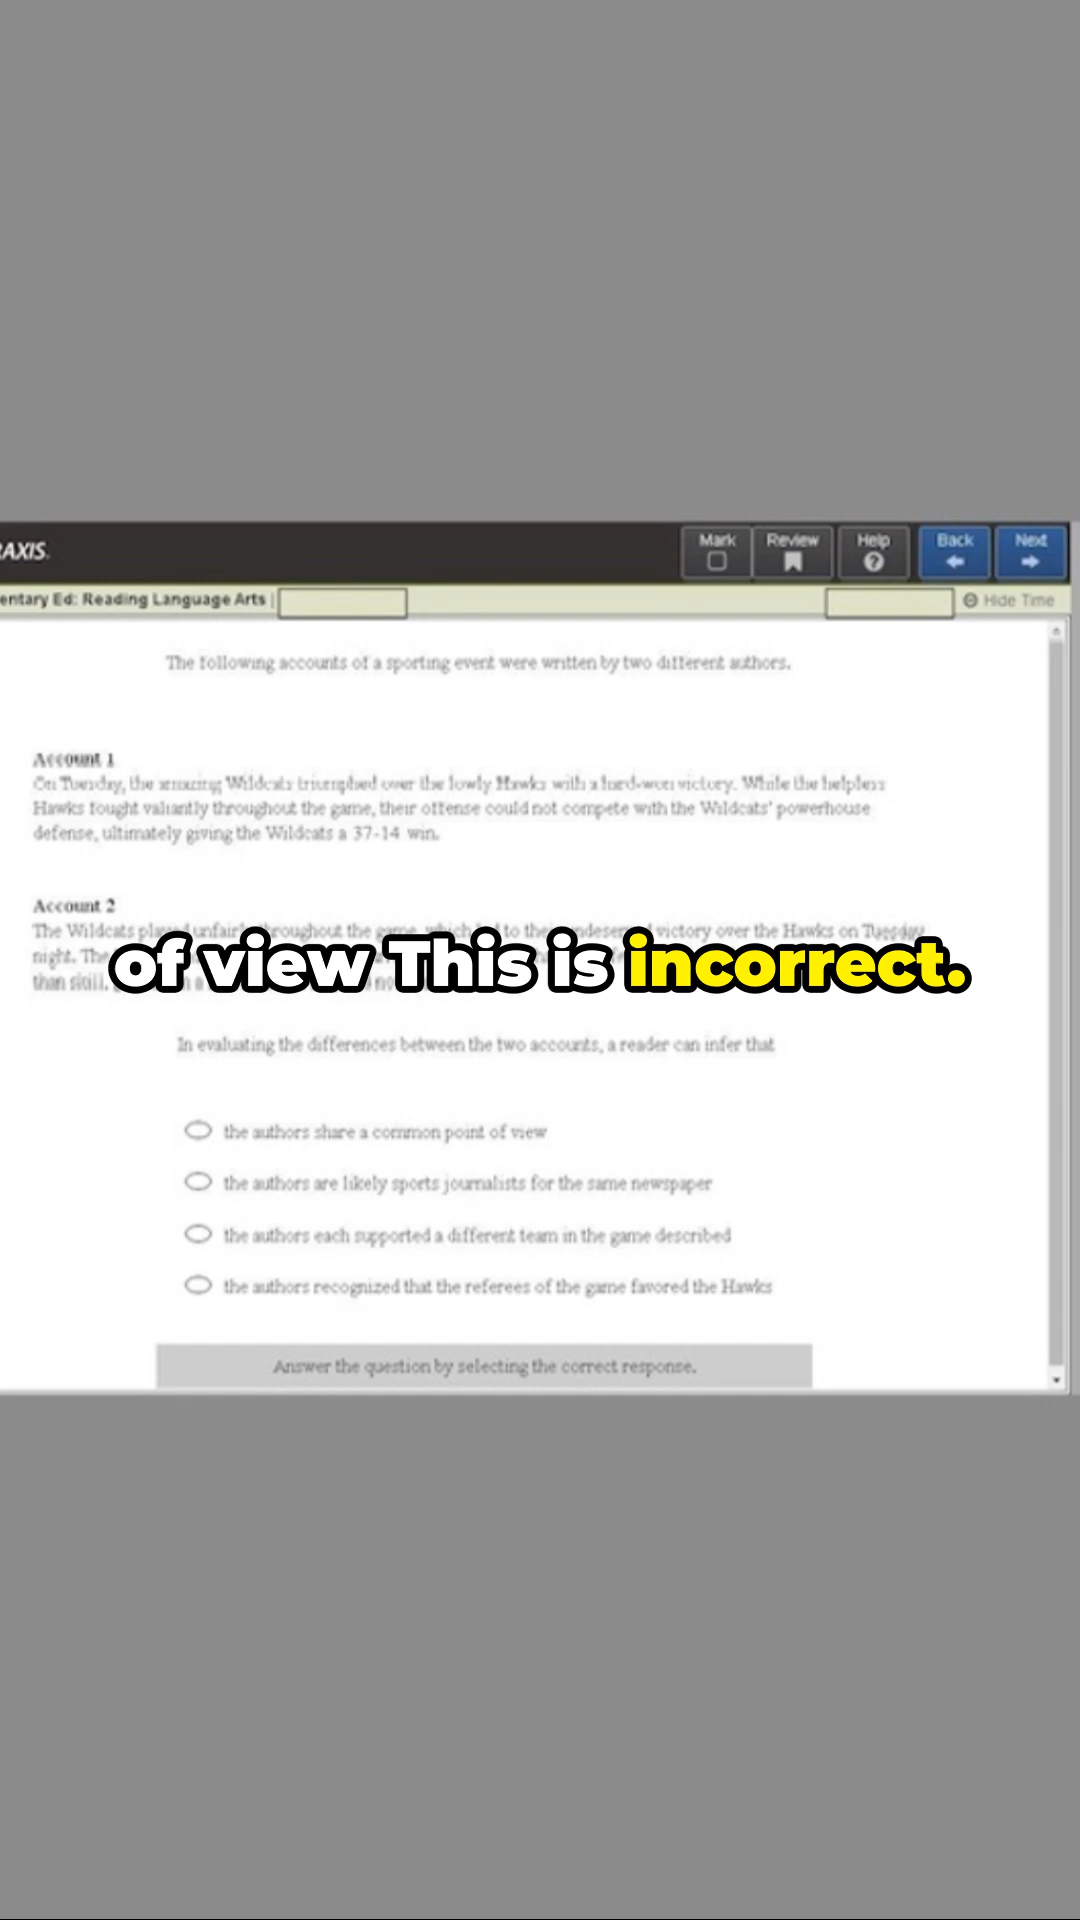 RAXIS.
Mark
Review
Help
Back
Next
entary Ed: Reading Language Arts |
Hide Time
The following accounts of a sporting event were written by two different authors.
Account 1
On Tuesday, the amazing Wildcats triumphed over the lowly Hawks with a hard-won victory. While the helpless
Hawks fought valiantly throughout the game, their offense could not compete with the Wildcats' powerhouse
defense, ultimately giving the Wildcats a 37-14 win.
Account 2
The Wildcats played unfairly throughout the game, which led to their undeserved victory over the Hawks on Tuesday
night. The
than skill.
of view This is incorrect.
In evaluating the differences between the two accounts, a reader can infer that
the authors share a common point of view
the authors are likely sports journalists for the same newspaper
the authors each supported a different team in the game described
the authors recognized that the referees of the game favored the Hawks
Answer the question by selecting the correct response.